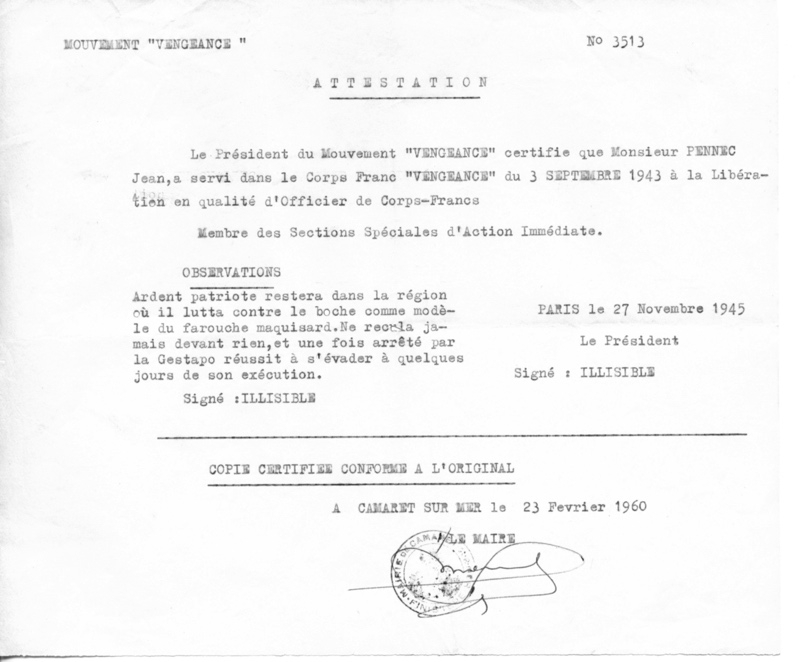 MOUVEMENT "VENGEANCE "
No 3513
ATTESTATION
Le Président du Mouvement "VENGEANCE" certifie que Monsieur PENNEC
Jean,a servi dans le Corps Franc "VENGEANCE" du 3 SEPTEMBRE 1943 à la Libéra-
tion en qualité d'Officier de Corps-Francs
Membre des Sections Spéciales d'Action Immédiate.
OBSERVATIONS
Ardent patriote restera dans la région
où il lutta contre le boche comme modè-
le du farouche maquisard.Ne recula ja-
mais devant rien,et une fois arrêté par
la Gestapo réussit à s'évader à quelques
jours de son exécution.
Signé :ILLISIBLE
PARIS le 27 Novembre 1945
Le Président
Signé : ILLISIBLE
COPIE CERTIFIEE CONFORME A L'ORIGINAL
A CAMARET SUR MER le 23 Fevrier 1960
LE MAIRE
MAIRIE DE CAMA